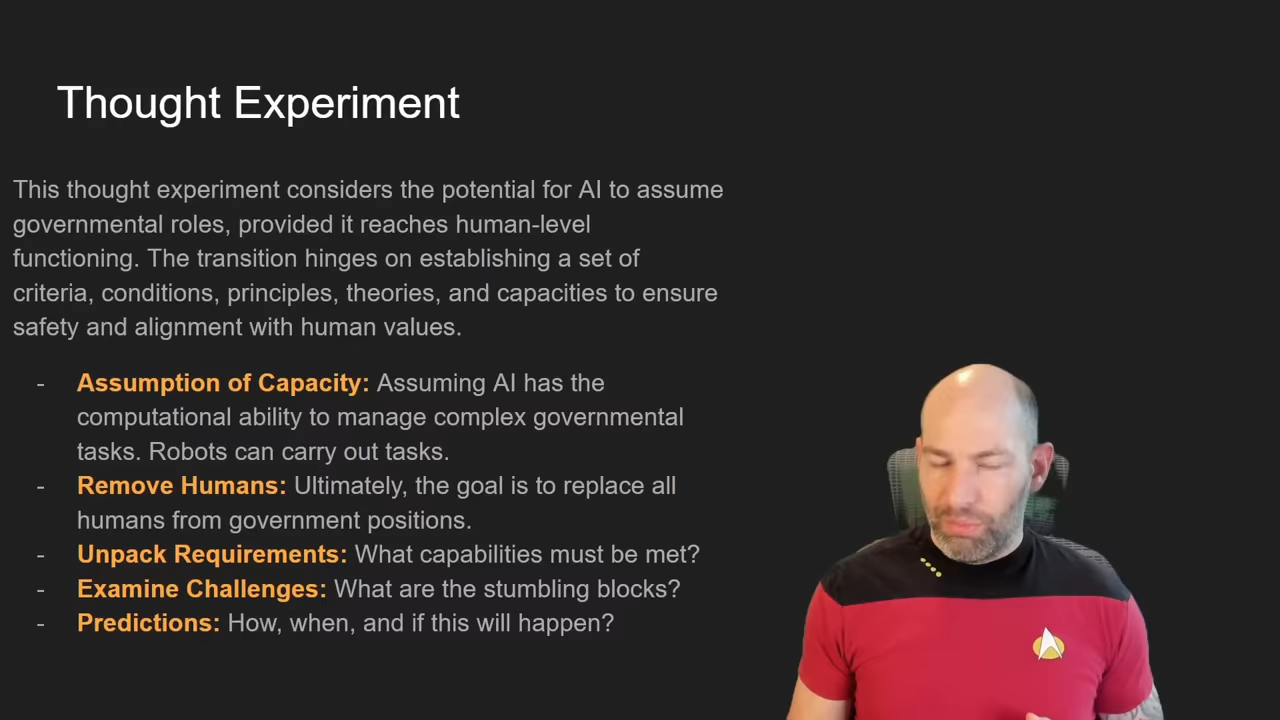 Thought Experiment
This thought experiment considers the potential for AI to assume
governmental roles, provided it reaches human-level
functioning. The transition hinges on establishing a set of
criteria, conditions, principles, theories, and capacities to ensure
safety and alignment with human values.
- Assumption of Capacity: Assuming AI has the
computational ability to manage complex governmental
tasks. Robots can carry out tasks.
- Remove Humans: Ultimately, the goal is to replace all
humans from government positions.
- Unpack Requirements: What capabilities must be met?
- Examine Challenges: What are the stumbling blocks?
- Predictions: How, when, and if this will happen?